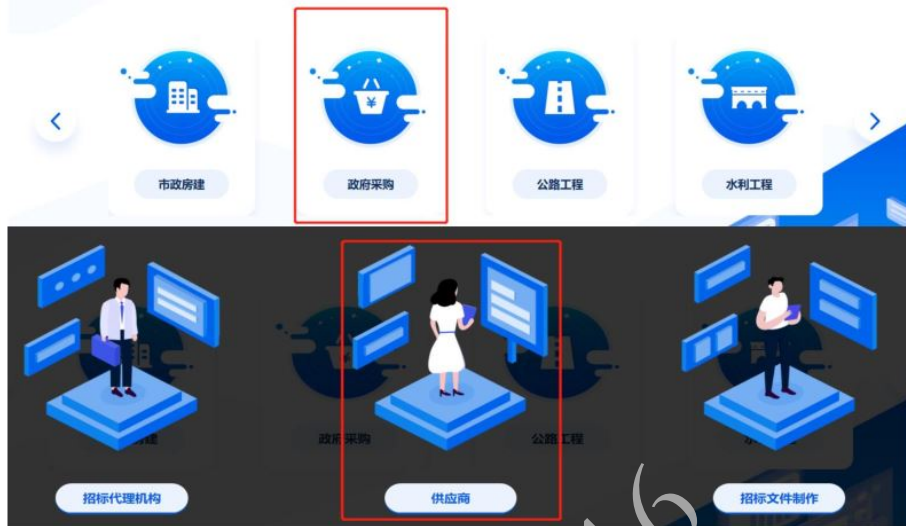 市政房建
政府采购
公路工程
水利工程
政府采购
公路工程
招标代理机构
供应商
招标文件制作